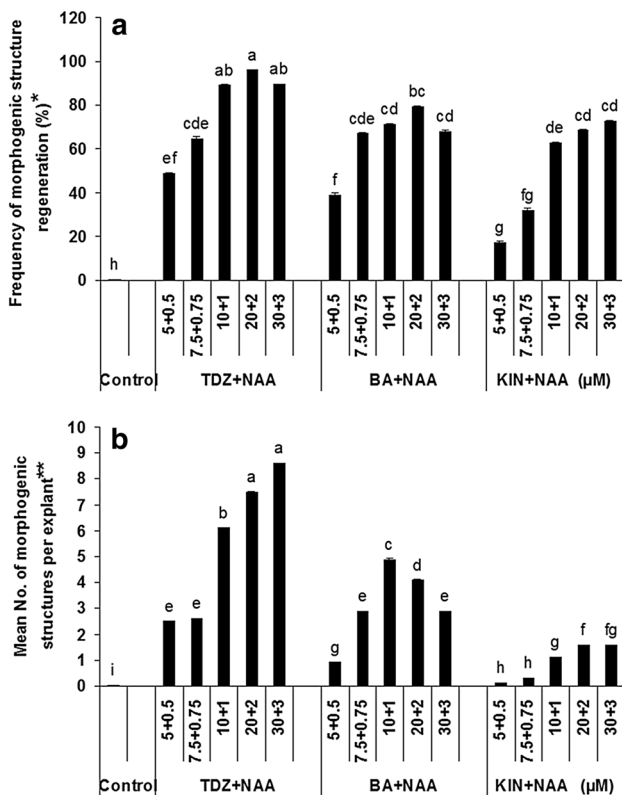 a
Frequency of morphogenic structure
regeneration (%)*
120
100
80
60
40
20
0
h
ef
cde
ab
a
ab
f
cde
cd
bc
cd
g
fg
de
cd
cd
5+0.5
7.5+0.75
10+1
20+2
30+3
5+0.5
7.5+0.75
10+1
20+2
30+3
5+0.5
7.5+0.75
10+1
20+2
30+3
Control
TDZ+NAA
BA+NAA
KIN+NAA (µM)
b
Mean No. of morphogenic
structures per explant**
10
9
8
7
6
5
4
3
2
1
0
i
e
e
b
a
a
g
e
c
d
e
h
h
g
f
fg
5+0.5
7.5+0.75
10+1
20+2
30+3
5+0.5
7.5+0.75
10+1
20+2
30+3
5+0.5
7.5+0.75
10+1
20+2
30+3
Control
TDZ+NAA
BA+NAA
KIN+NAA (µM)